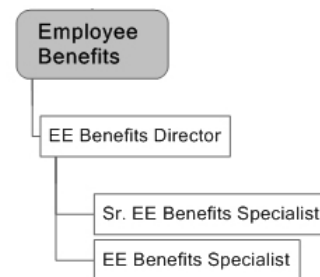 Employee
Benefits
EE Benefits Director
Sr. EE Benefits Specialist
EE Benefits Specialist